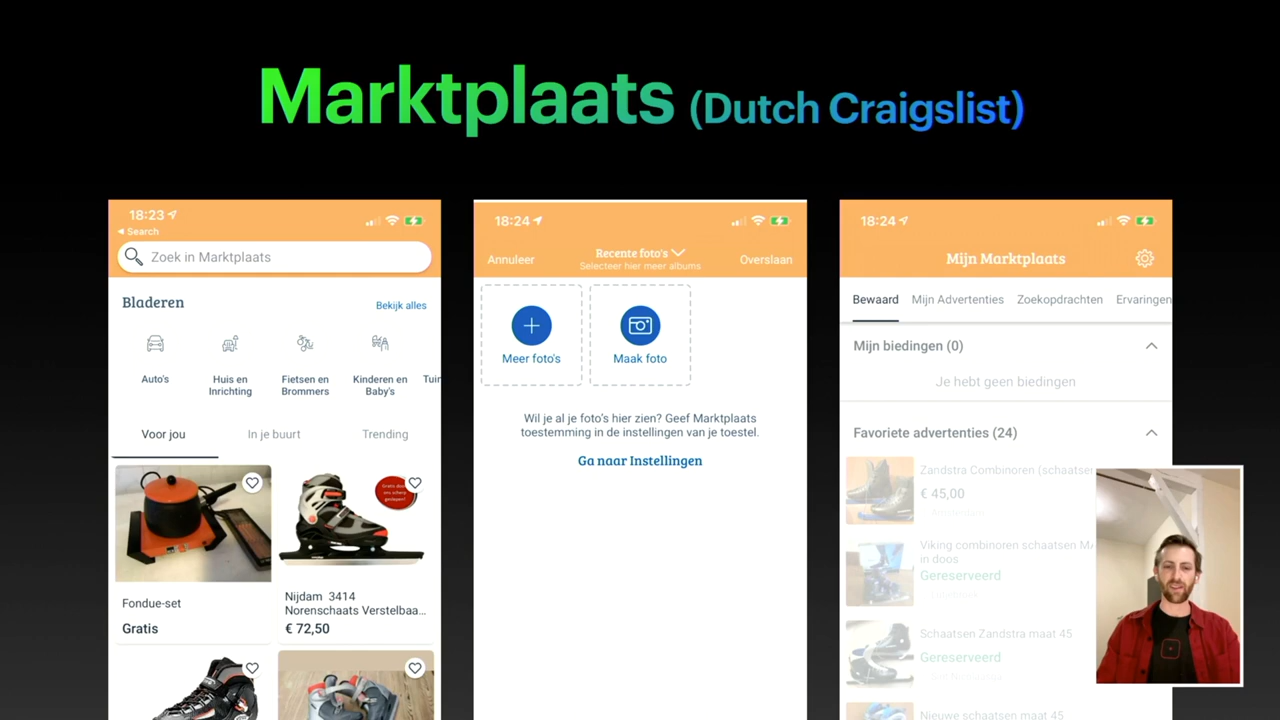 Marktplaats (Dutch Craigslist)
18:23
Search
Zoek in Marktplaats
Bladeren
Bekijk alles
Auto's
Huis en
Inrichting
Fietsen en
Brommers
Kinderen en
Baby's
Tuin
Voor jou
In je buurt
Trending
Fondue-set
Gratis
Nijdam 3414
Norenschaats Verstelbaa...
€ 72,50
18:24
Annuleer
Recente foto's
Selecteer hier meer albums
Overslaan
Meer foto's
Maak foto
Wil je al je foto's hier zien? Geef Marktplaats
toestemming in de instellingen van je toestel.
Ga naar Instellingen
18:24
Mijn Marktplaats
Bewaard
Mijn Advertenties
Zoekopdrachten
Ervaringen
Mijn biedingen (0)
Je hebt geen biedingen
Favoriete advertenties (24)
Zandstra Combinoren (schaatsen
€ 45,00
Viking combinoren schaatsen
in doos
Gereserveerd
Schaatsen Zandstra maat 45
Gereserveerd
Nieuwe schaatsen maat 45